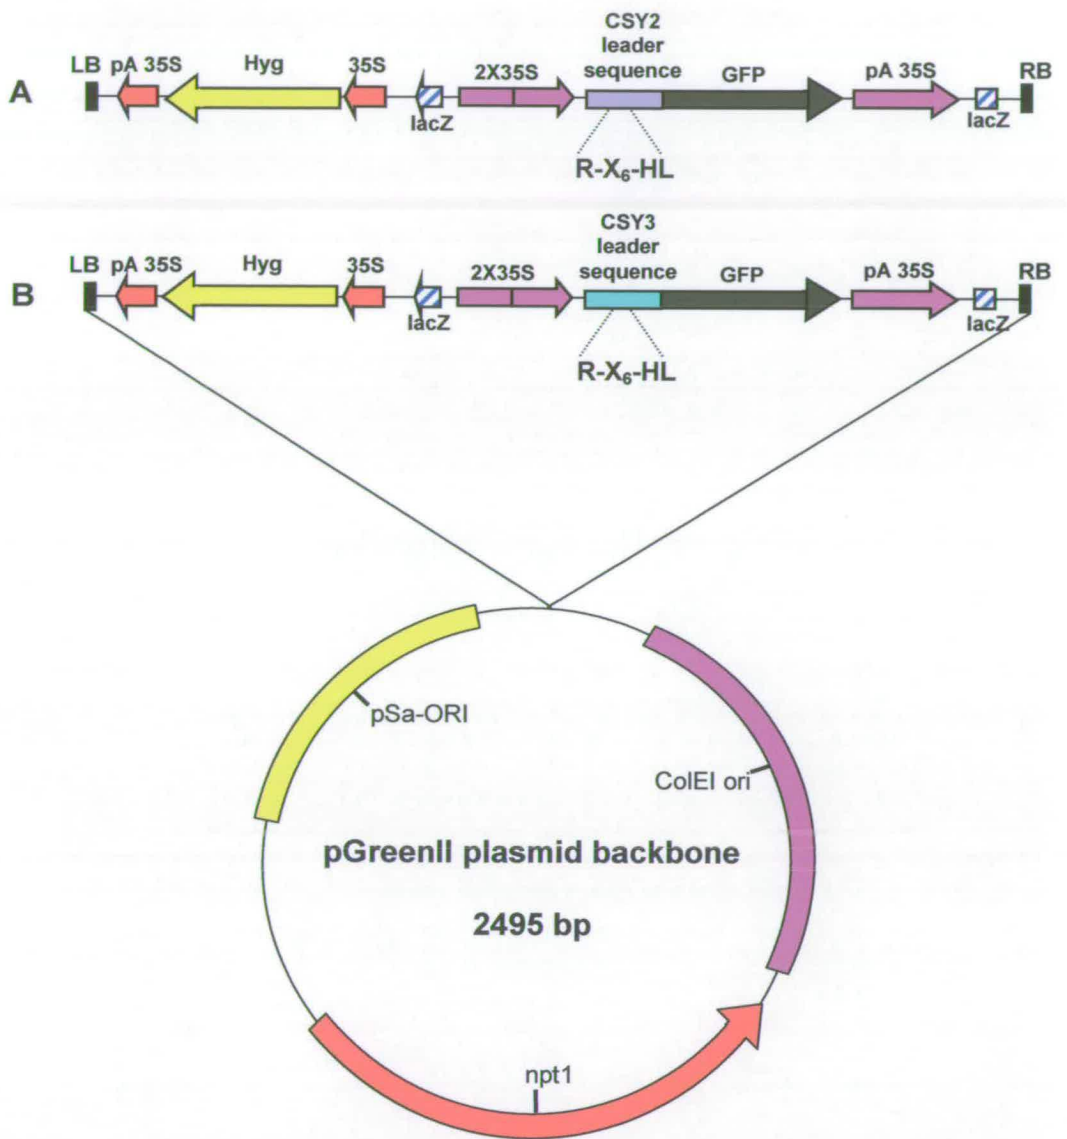 CSY2
leader
sequence
LB pA 35S Hyg 35S 2X35S GFP pA 35S RB
A
lacZ lacZ
R-X₆-HL
CSY3
leader
sequence
LB pA 35S Hyg 35S 2X35S GFP pA 35S RB
B
lacZ lacZ
R-X₆-HL
pSa-ORI
ColEI ori
pGreenII plasmid backbone
2495 bp
npt1